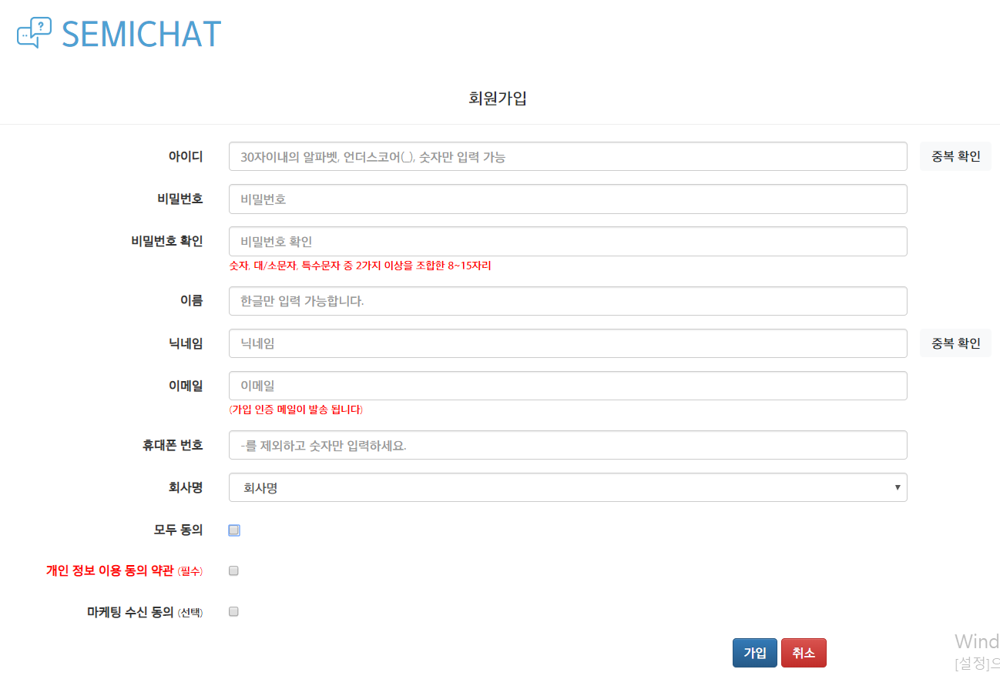 SEMICHAT
회원가입
아이디 30자이내의 알파벳, 언더스코어(_), 숫자만 입력 가능 중복 확인
비밀번호 비밀번호
비밀번호 확인 비밀번호 확인
숫자, 대/소문자, 특수문자 중 2가지 이상을 조합한 8~15자리
이름 한글만 입력 가능합니다.
닉네임 닉네임 중복 확인
이메일 이메일
(가입 인증 메일이 발송 됩니다)
휴대폰 번호 -를 제외하고 숫자만 입력하세요.
회사명 회사명
모두 동의
개인 정보 이용 동의 약관 (필수)
마케팅 수신 동의 (선택)
가입 취소
Wind
[설정]으